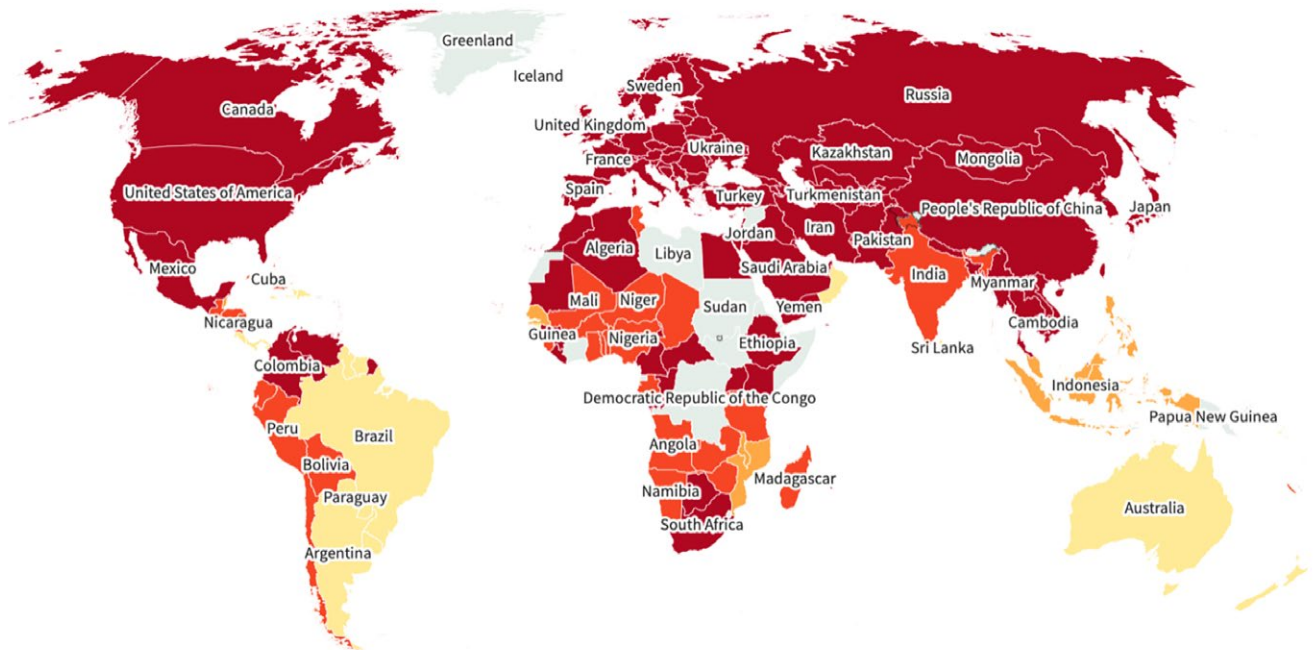 Greenland
Iceland
Sweden
Russia
Canada
United Kingdom
Ukraine
Kazakhstan
Mongolia
France
United States of America
Spain
Turkey
Turkmenistan
People's Republic of China
Japan
Jordan
Iran
Algeria
Libya
Pakistan
Mexico
Cuba
Saudi Arabia
India
Myanmar
Mali
Niger
Sudan
Yemen
Nicaragua
Guinea
Nigeria
Ethiopia
Cambodia
Sri Lanka
Colombia
Indonesia
Democratic Republic of the Congo
Papua New Guinea
Peru
Brazil
Angola
Bolivia
Madagascar
Paraguay
Namibia
Australia
South Africa
Argentina